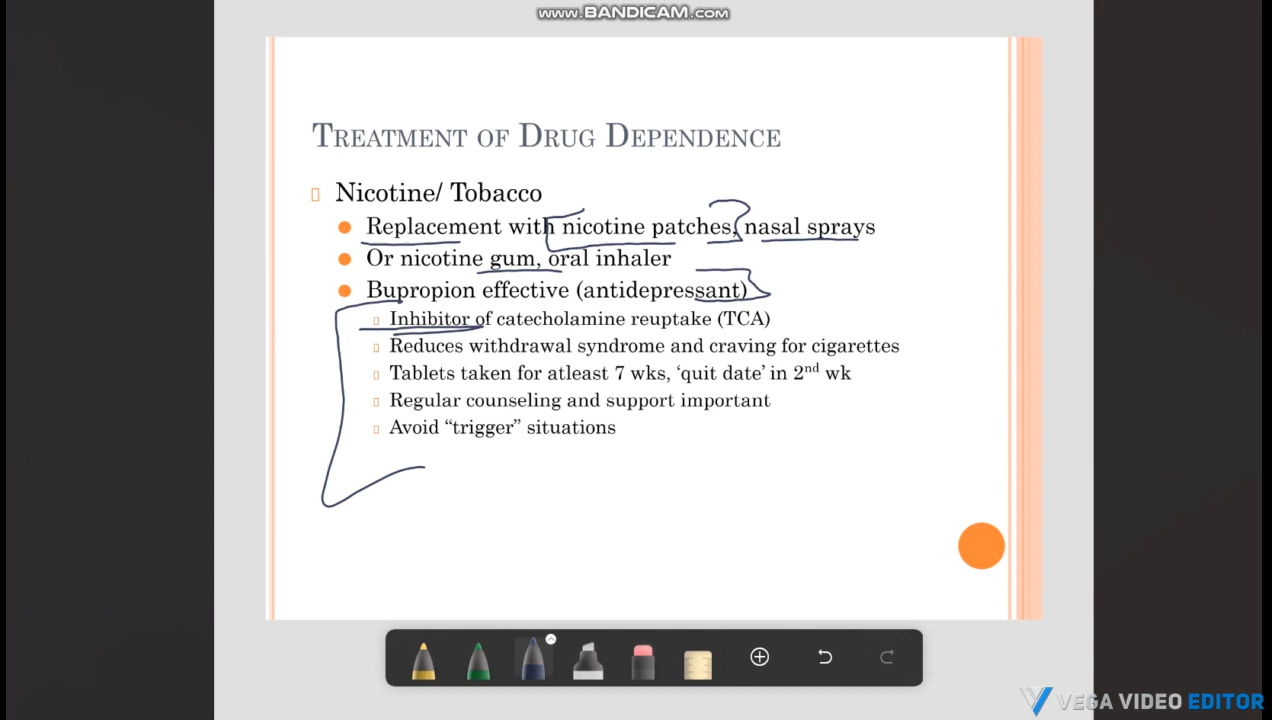 www.BANDICAM.com
Treatment of Drug Dependence
Nicotine/ Tobacco
Replacement with nicotine patches, nasal sprays
Or nicotine gum, oral inhaler
Bupropion effective (antidepressant)
Inhibitor of catecholamine reuptake (TCA)
Reduces withdrawal syndrome and craving for cigarettes
Tablets taken for atleast 7 wks, ‘quit date’ in 2nd wk
Regular counseling and support important
Avoid “trigger” situations
VEGA VIDEO EDITOR